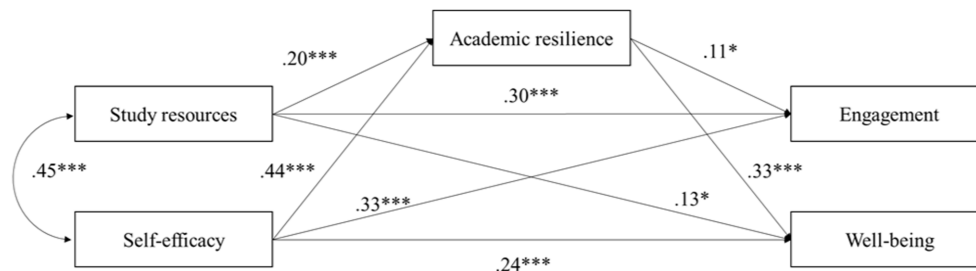 Academic resilience
.20***
.11*
.30***
Study resources
Engagement
.45***
.44***
.33***
.33***
.13*
Self-efficacy
Well-being
.24***